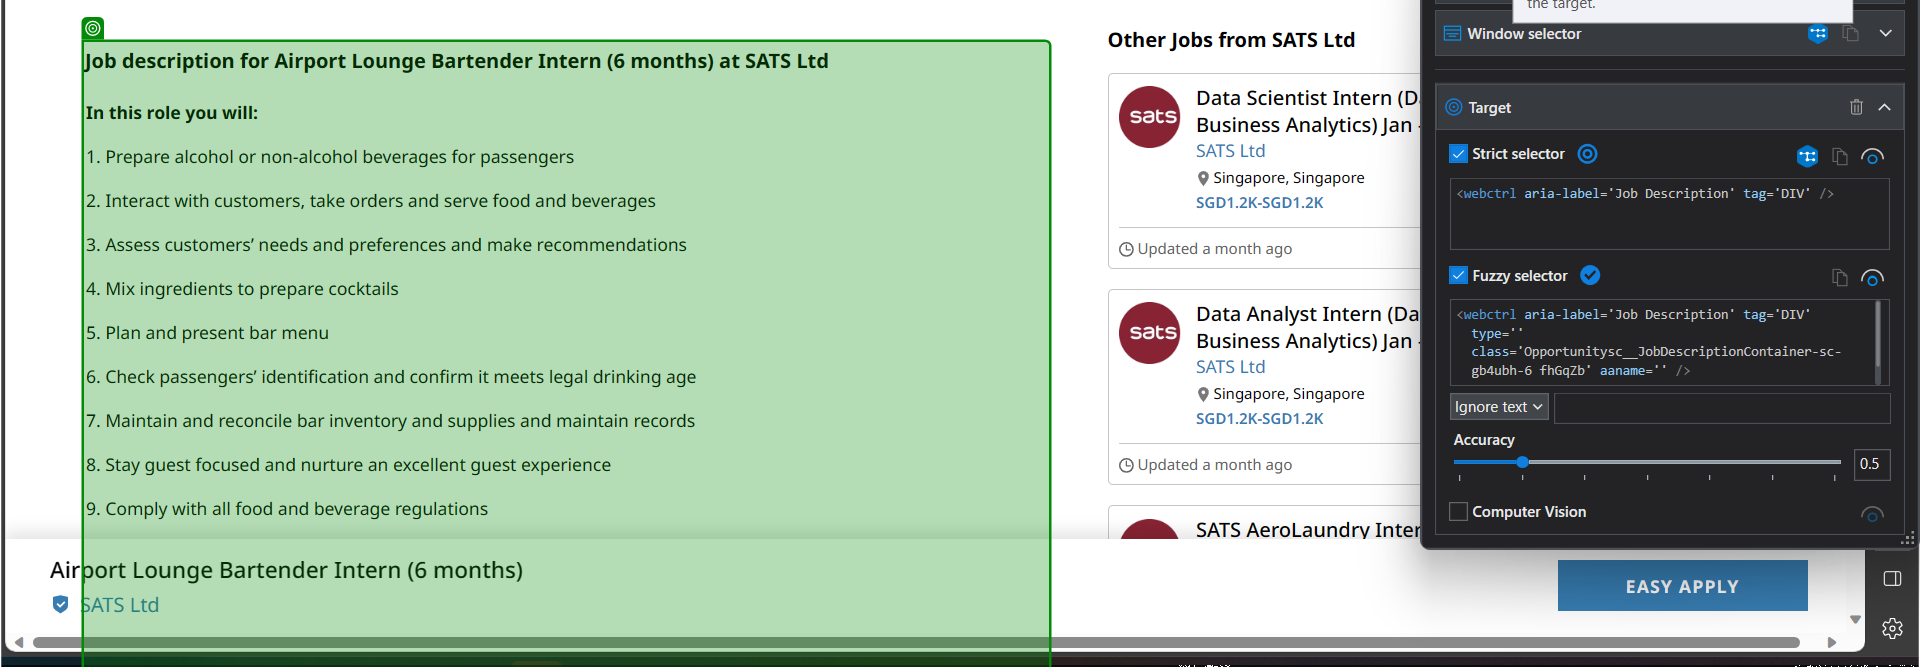 Job description for Airport Lounge Bartender Intern (6 months) at SATS Ltd
In this role you will:
1. Prepare alcohol or non-alcohol beverages for passengers
2. Interact with customers, take orders and serve food and beverages
3. Assess customers’ needs and preferences and make recommendations
4. Mix ingredients to prepare cocktails
5. Plan and present bar menu
6. Check passengers’ identification and confirm it meets legal drinking age
7. Maintain and reconcile bar inventory and supplies and maintain records
8. Stay guest focused and nurture an excellent guest experience
9. Comply with all food and beverage regulations
Airport Lounge Bartender Intern (6 months)
SATS Ltd
EASY APPLY
Other Jobs from SATS Ltd
sats
Data Scientist Intern (D
Business Analytics) Jan
SATS Ltd
Singapore, Singapore
SGD1.2K-SGD1.2K
Updated a month ago
sats
Data Analyst Intern (Da
Business Analytics) Jan
SATS Ltd
Singapore, Singapore
SGD1.2K-SGD1.2K
Updated a month ago
SATS AeroLaundry Inter
the target.
Window selector
Target
Strict selector
<webctrl aria-label='Job Description' tag='DIV' />
Fuzzy selector
<webctrl aria-label='Job Description' tag='DIV'
type=''
class='Opportunitysc__JobDescriptionContainer-sc-
gb4ubh-6 fhGqZb' aaname='' />
Ignore text
Accuracy
0.5
Computer Vision